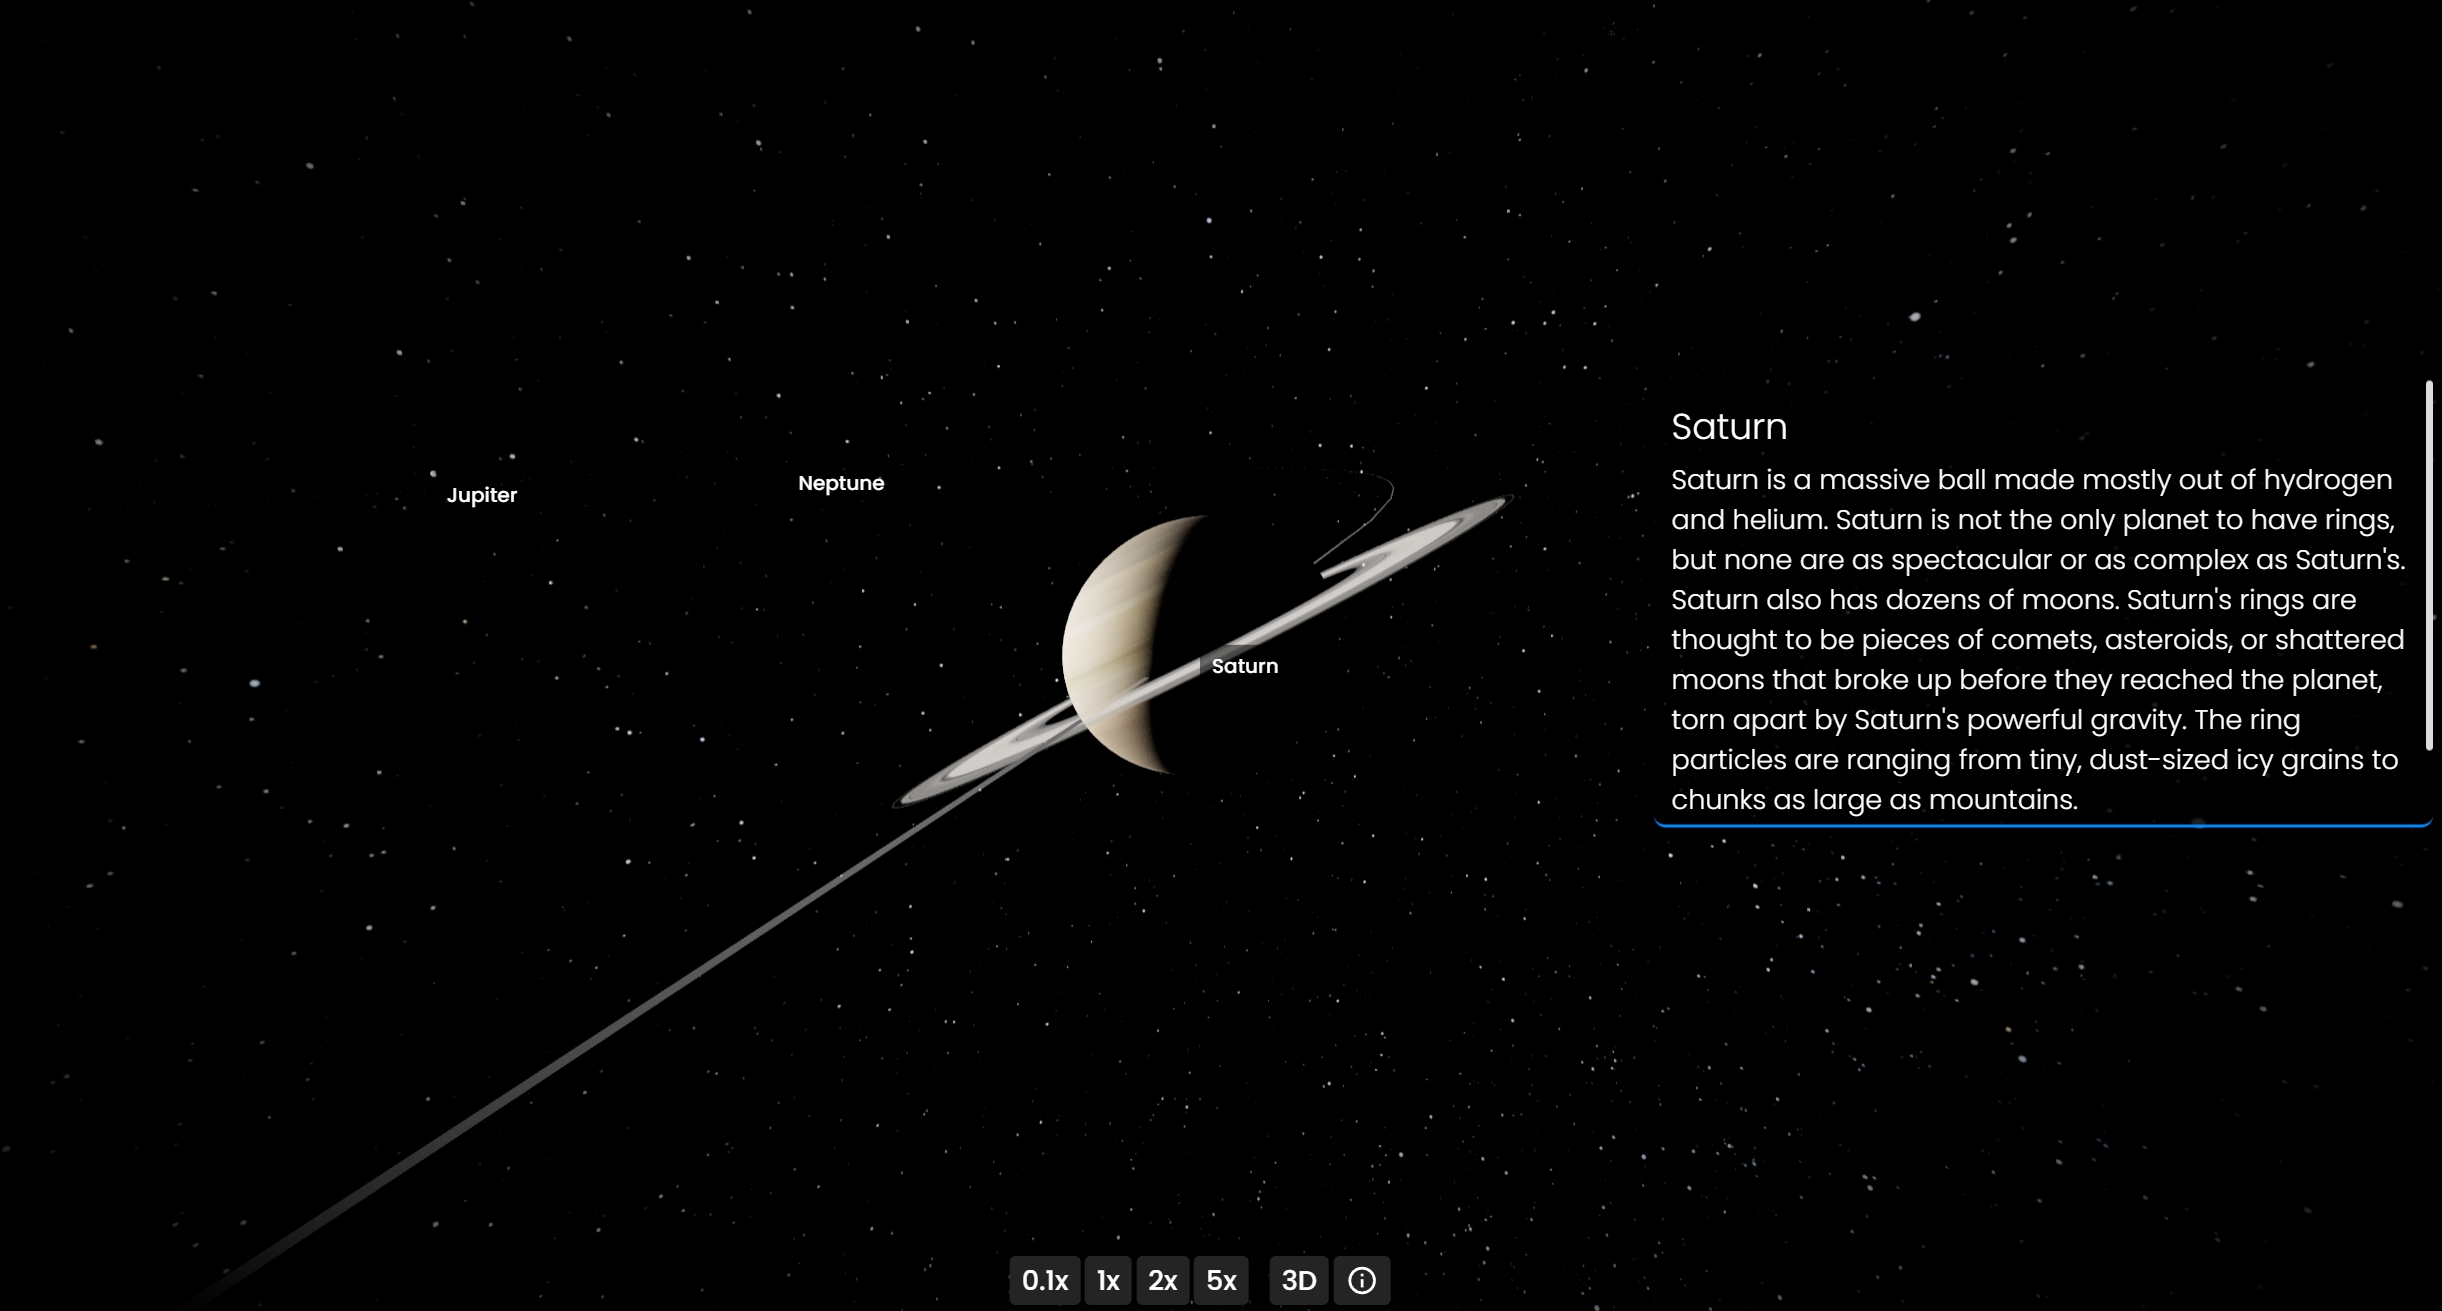 Jupiter
Neptune
Saturn
Saturn
Saturn is a massive ball made mostly out of hydrogen
and helium. Saturn is not the only planet to have rings,
but none are as spectacular or as complex as Saturn's.
Saturn also has dozens of moons. Saturn's rings are
thought to be pieces of comets, asteroids, or shattered
moons that broke up before they reached the planet,
torn apart by Saturn's powerful gravity. The ring
particles are ranging from tiny, dust-sized icy grains to
chunks as large as mountains.
0.1x 1x 2x 5x 3D